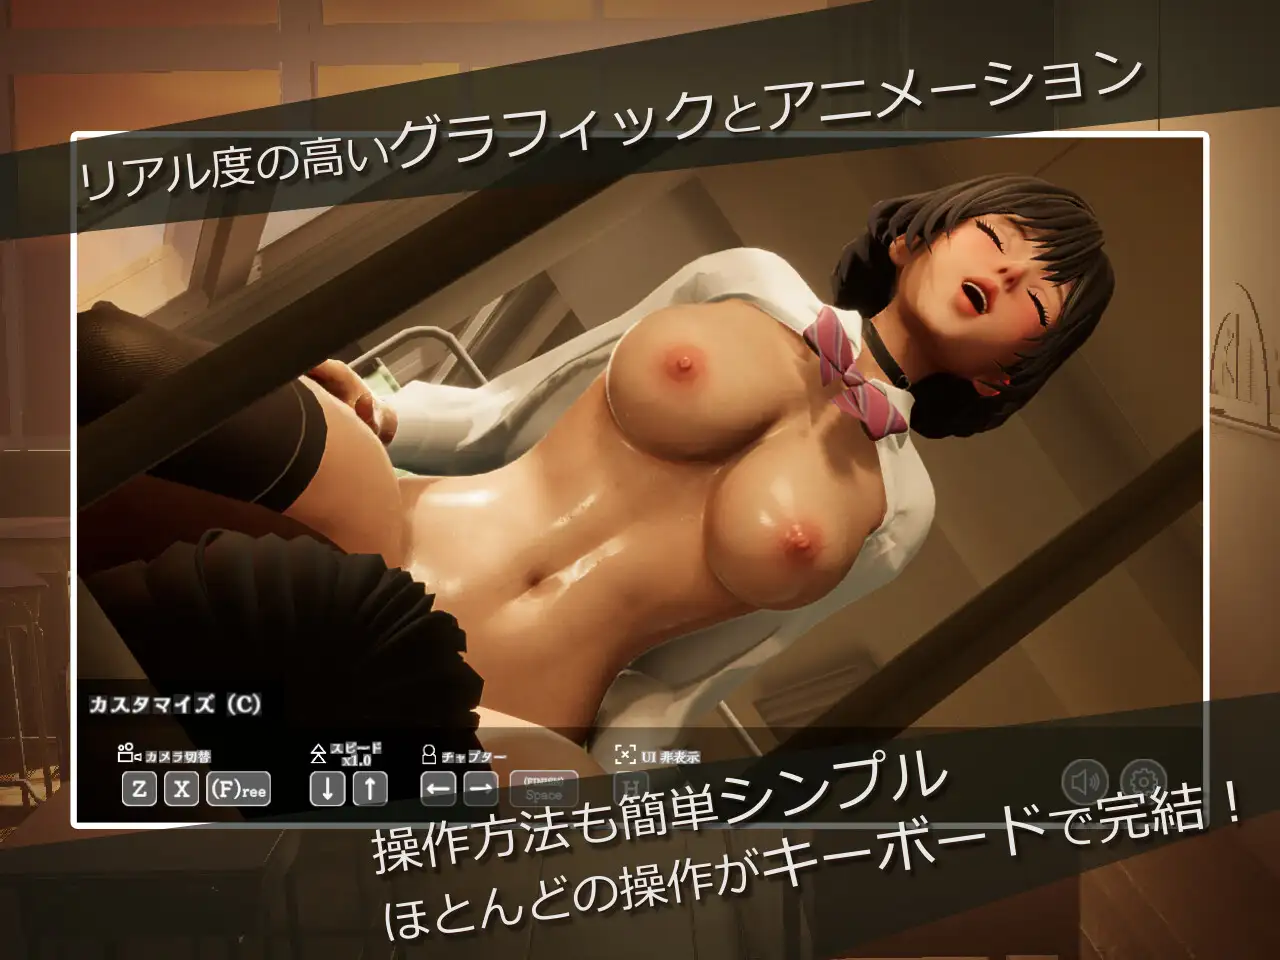 リアル度の高いグラフィックとアニメーション
カスタマイズ (C)
カメラ切替
スピード
x1.0
チャプター
UI 非表示
Z X (F)ree ↓ ↑ ← → (FINISH) Space H
操作方法も簡単シンプル
ほとんどの操作がキーボードで完結！